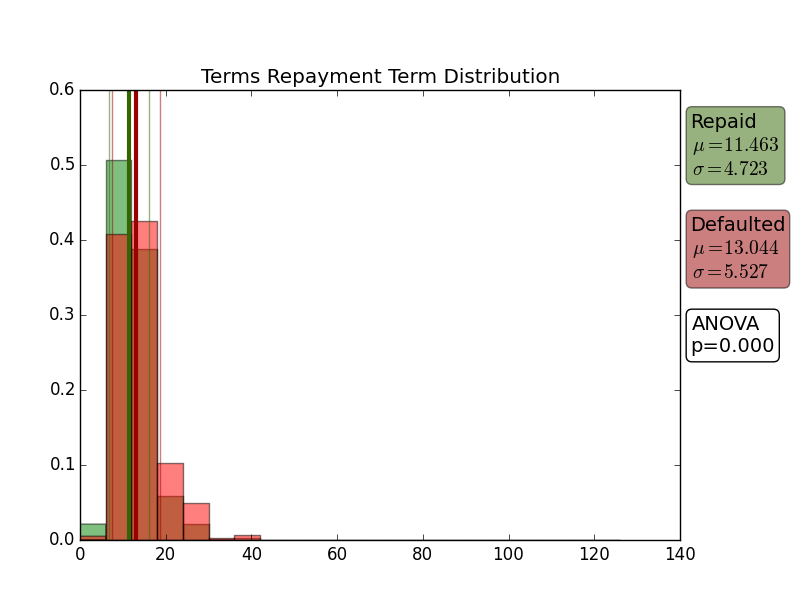 Terms Repayment Term Distribution
0.6
0.5
0.4
0.3
0.2
0.1
0.0
0 20 40 60 80 100 120 140
Repaid
μ=11.463
σ=4.723
Defaulted
μ=13.044
σ=5.527
ANOVA
p=0.000